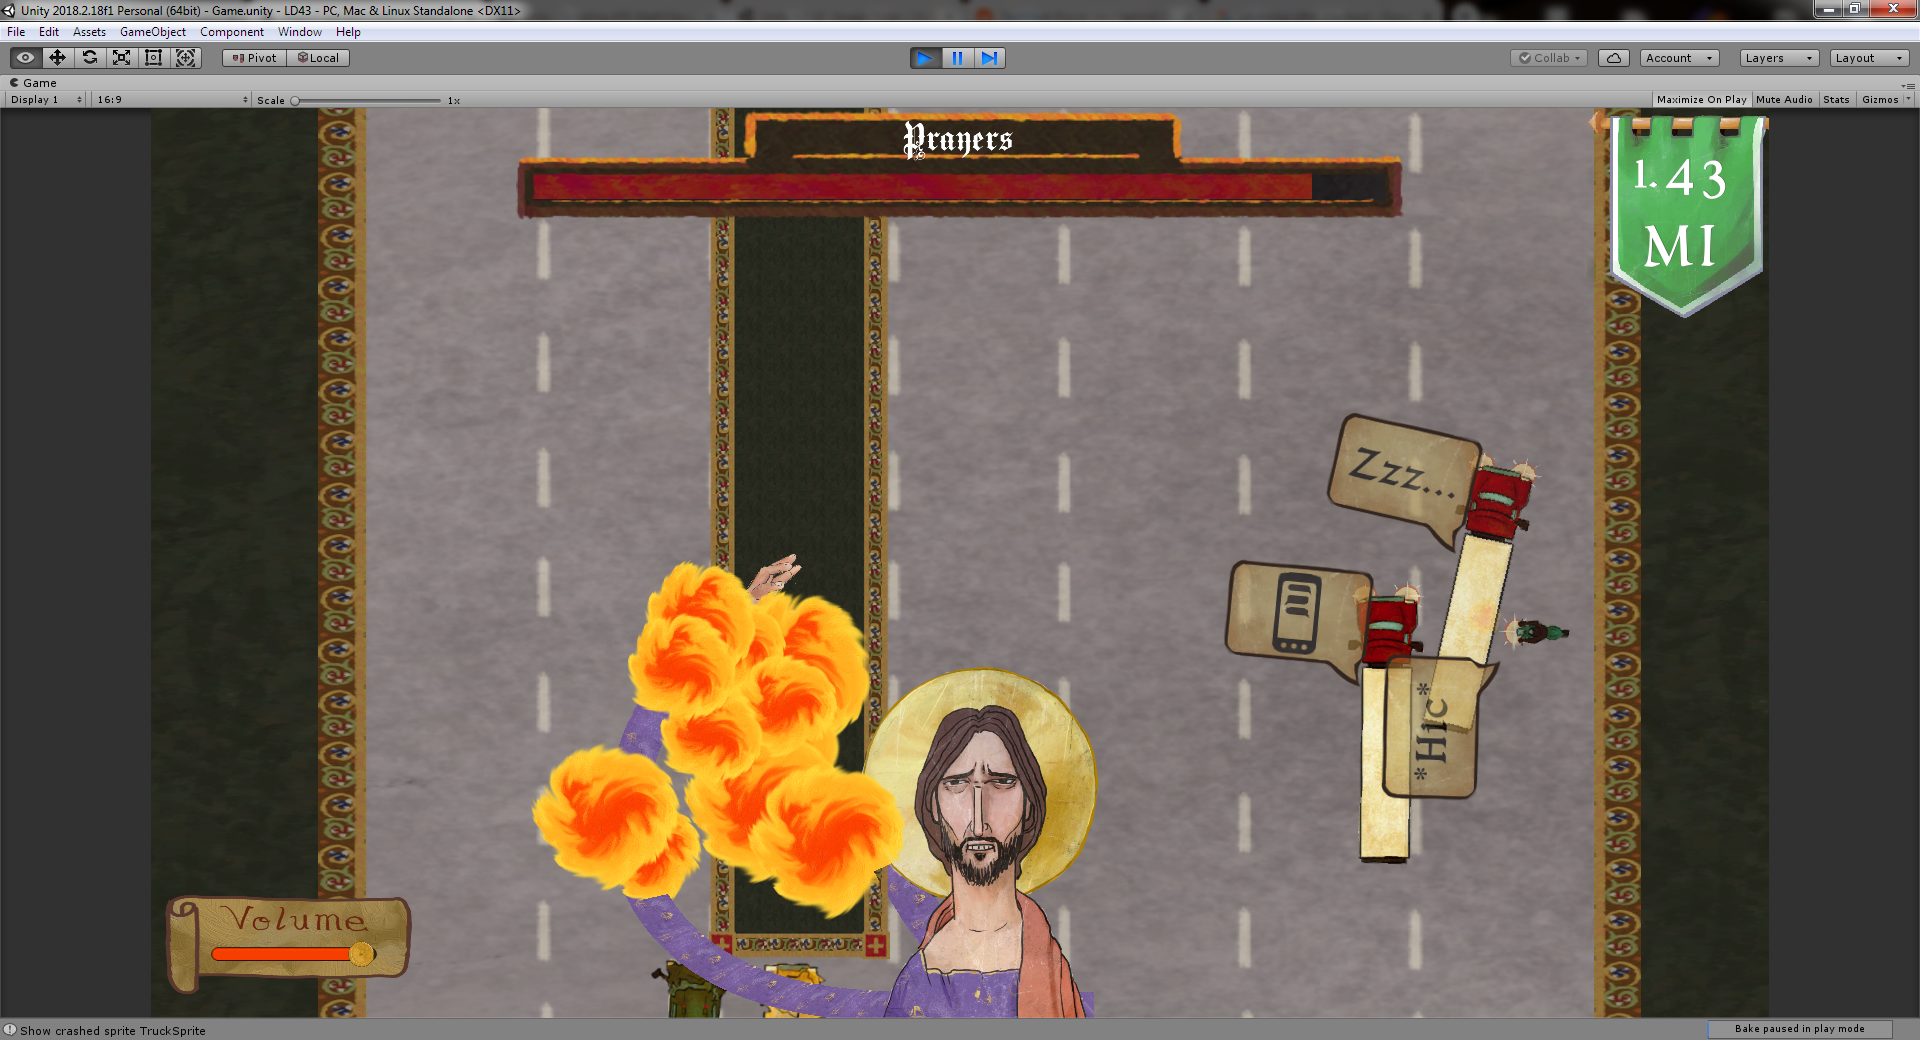 Unity 2018.2.18f1 Personal (64bit) - Game.unity - LD43 - PC, Mac & Linux Standalone <DX11>
File Edit Assets GameObject Component Window Help
Pivot Local Collab Account Layers Layout
Game
Display 1 16:9 Scale 1x Maximize On Play Mute Audio Stats Gizmos
Prayers
1.43
MI
Zzz...
*Hic*
Volume
Show crashed sprite TruckSprite
Bake paused in play mode